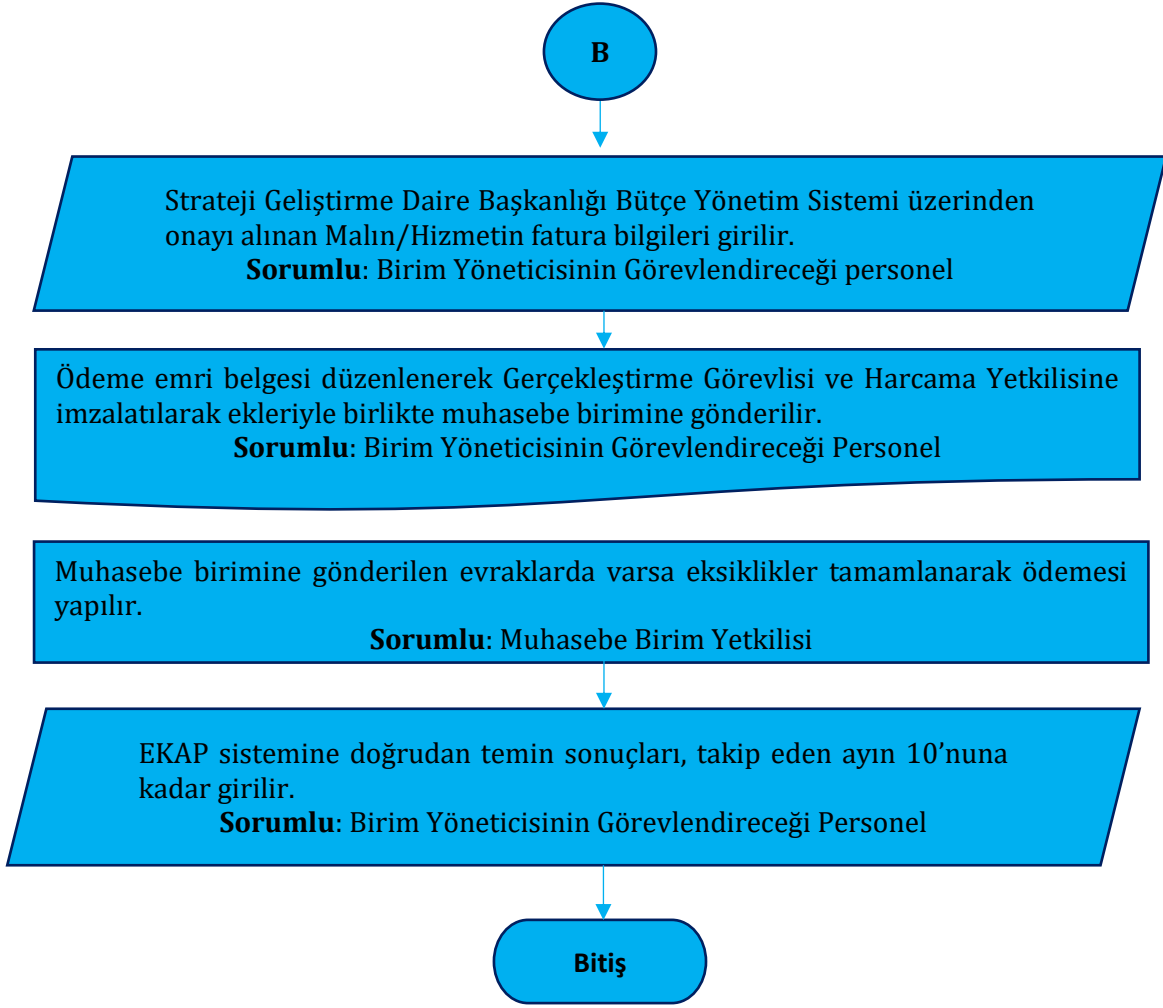 B
Strateji Geliştirme Daire Başkanlığı Bütçe Yönetim Sistemi üzerinden
onayı alınan Malın/Hizmetin fatura bilgileri girilir.
Sorumlu: Birim Yöneticisinin Görevlendireceği personel
Ödeme emri belgesi düzenlenerek Gerçekleştirme Görevlisi ve Harcama Yetkilisine
imzalatılarak ekleriyle birlikte muhasebe birimine gönderilir.
Sorumlu: Birim Yöneticisinin Görevlendireceği Personel
Muhasebe birimine gönderilen evraklarda varsa eksiklikler tamamlanarak ödemesi
yapılır.
Sorumlu: Muhasebe Birim Yetkilisi
EKAP sistemine doğrudan temin sonuçları, takip eden ayın 10’nuna
kadar girilir.
Sorumlu: Birim Yöneticisinin Görevlendireceği Personel
Bitiş